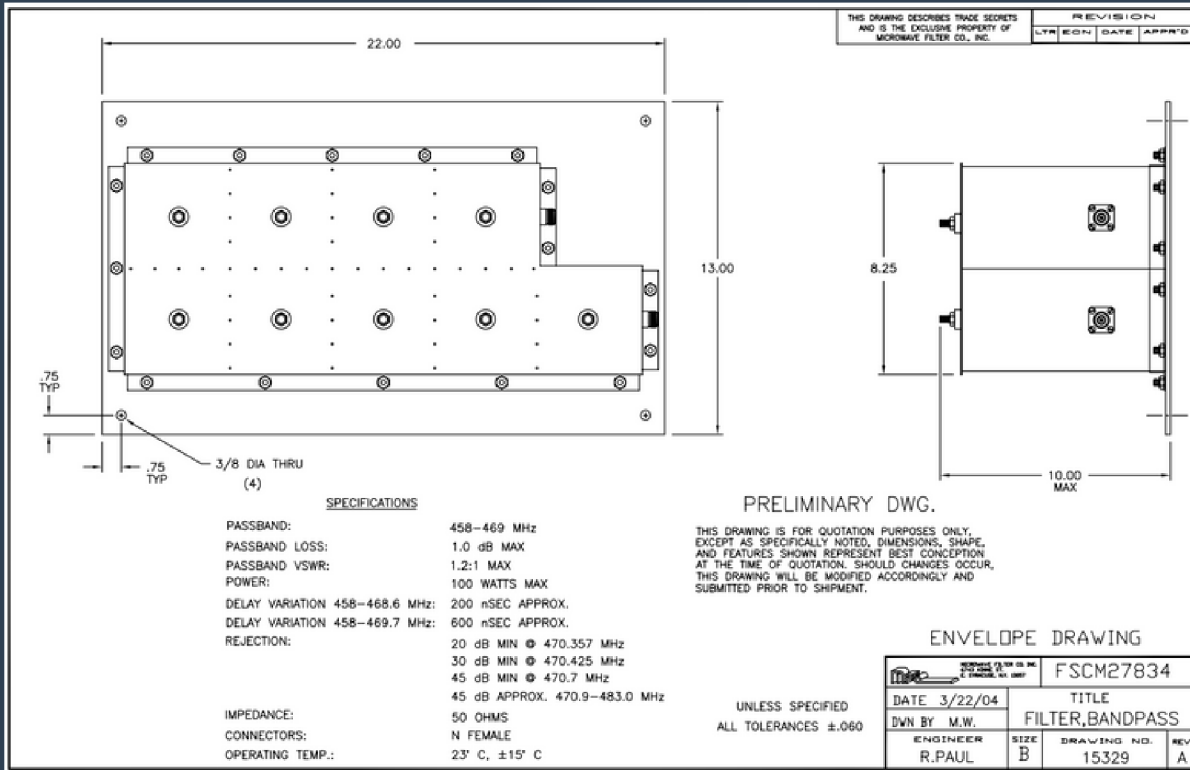 THIS DRAWING DESCRIBES TRADE SECRETS
AND IS THE EXCLUSIVE PROPERTY OF
MICROWAVE FILTER CO., INC.
REVISION
LTR ECN DATE APPR'D
22.00
13.00
8.25
.75
TYP
.75
TYP
3/8 DIA THRU
(4)
10.00
MAX
SPECIFICATIONS
PASSBAND: 458-469 MHz
PASSBAND LOSS: 1.0 dB MAX
PASSBAND VSWR: 1.2:1 MAX
POWER: 100 WATTS MAX
DELAY VARIATION 458-468.6 MHz: 200 nSEC APPROX.
DELAY VARIATION 458-469.7 MHz: 600 nSEC APPROX.
REJECTION: 20 dB MIN @ 470.357 MHz
30 dB MIN @ 470.425 MHz
45 dB MIN @ 470.7 MHz
45 dB APPROX. 470.9-483.0 MHz
IMPEDANCE: 50 OHMS
CONNECTORS: N FEMALE
OPERATING TEMP.: 23° C, ±15° C
PRELIMINARY DWG.
THIS DRAWING IS FOR QUOTATION PURPOSES ONLY,
EXCEPT AS SPECIFICALLY NOTED, DIMENSIONS, SHAPE,
AND FEATURES SHOWN REPRESENT BEST CONCEPTION
AT THE TIME OF QUOTATION. SHOULD CHANGES OCCUR,
THIS DRAWING WILL BE MODIFIED ACCORDINGLY AND
SUBMITTED PRIOR TO SHIPMENT.
UNLESS SPECIFIED
ALL TOLERANCES ±.060
ENVELOPE DRAWING
MICROWAVE FILTER CO. INC.
E. SYRACUSE, N.Y.
FSCM27834
DATE 3/22/04
TITLE
DWN BY M.W.
FILTER,BANDPASS
ENGINEER
R.PAUL
SIZE
B
DRAWING NO.
15329
REV
A